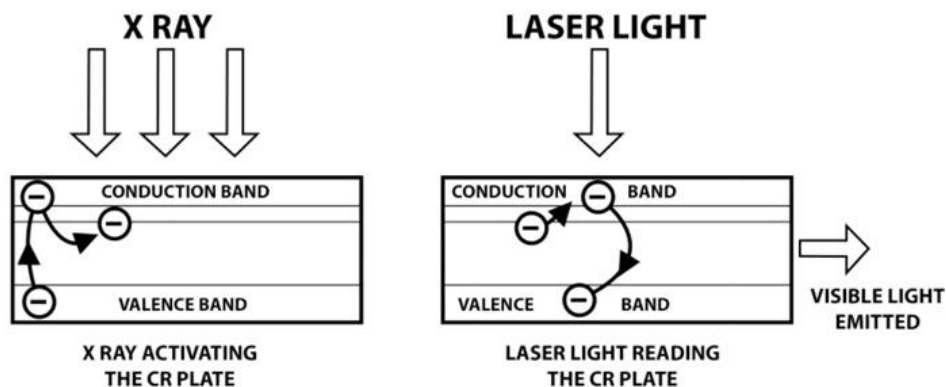 X RAY
CONDUCTION BAND
VALENCE BAND
X RAY ACTIVATING
THE CR PLATE
LASER LIGHT
CONDUCTION BAND
VALENCE BAND
LASER LIGHT READING
THE CR PLATE
VISIBLE LIGHT
EMITTED